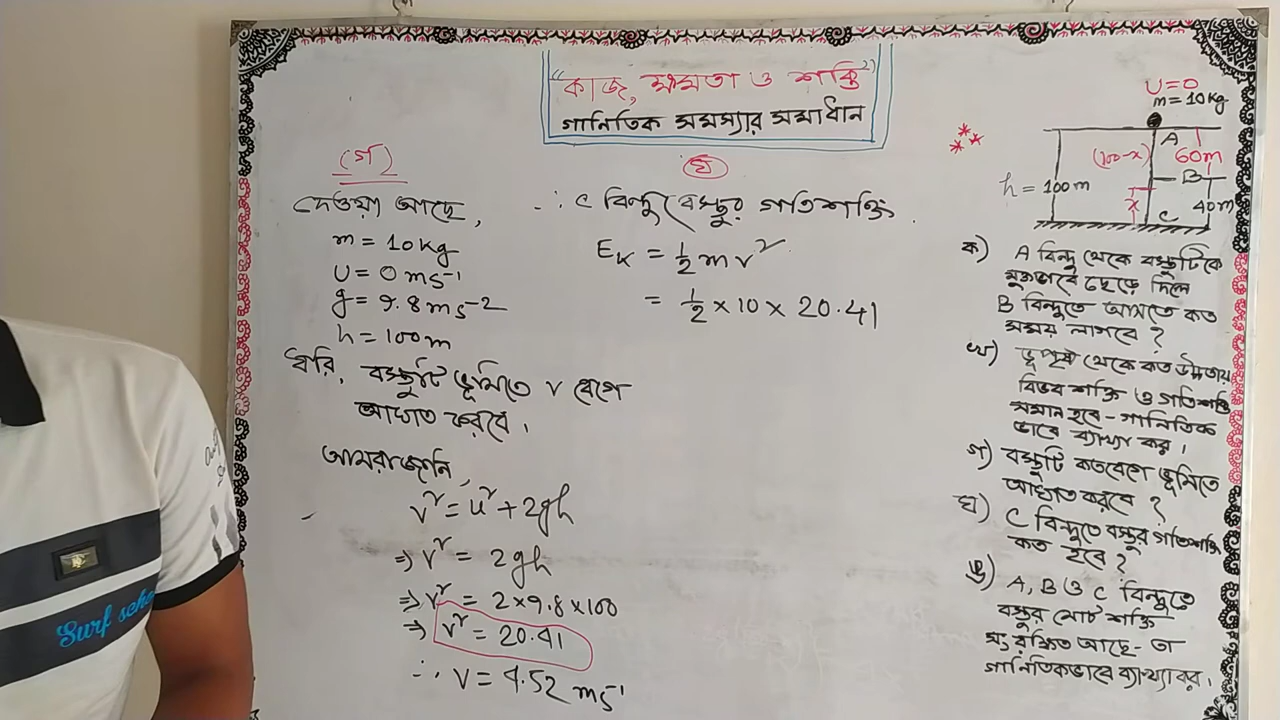 "কাজ, ক্ষমতা ও শক্তি"
গানিতিক সমস্যার সমাধান
(গ)
দেওয়া আছে,
m = 10kg
u = 0 ms⁻¹
g = 9.8 ms⁻²
h = 100m
ধরি, বস্তুটি ভূমিতে v বেগে
আঘাত করবে।
আমরাজানি,
v² = u² + 2gh
⇒ v² = 2gh
⇒ v² = 2×9.8×100
⇒ v² = 20.41
∴ v = 4.52 ms⁻¹
ঘ
∴ C বিন্দুতে বস্তুর গতিশক্তি
E_K = ½ m v²
= ½ × 10 × 20.41
U = 0
m = 10kg
A
(100-x)
60m
B
h = 100m
x
40m
C
ক) A বিন্দু থেকে বস্তুটিকে
মুক্তভাবে ছেড়ে দিলে
B বিন্দুতে আসতে কত
সময় লাগবে?
খ) ভূপৃষ্ঠ থেকে কত উচ্চতায়
বিভব শক্তি ও গতিশক্তি
সমান হবে - গানিতিক
ভাবে ব্যাখ্যা কর।
গ) বস্তুটি কতবেগে ভূমিতে
আঘাত করবে?
ঘ) C বিন্দুতে বস্তুর গতিশক্তি
কত হবে?
ঙ) A, B ও C বিন্দুতে
বস্তুর মোট শক্তি
সংরক্ষিত আছে - তা
গানিতিকভাবে ব্যাখ্যা কর।
Surf